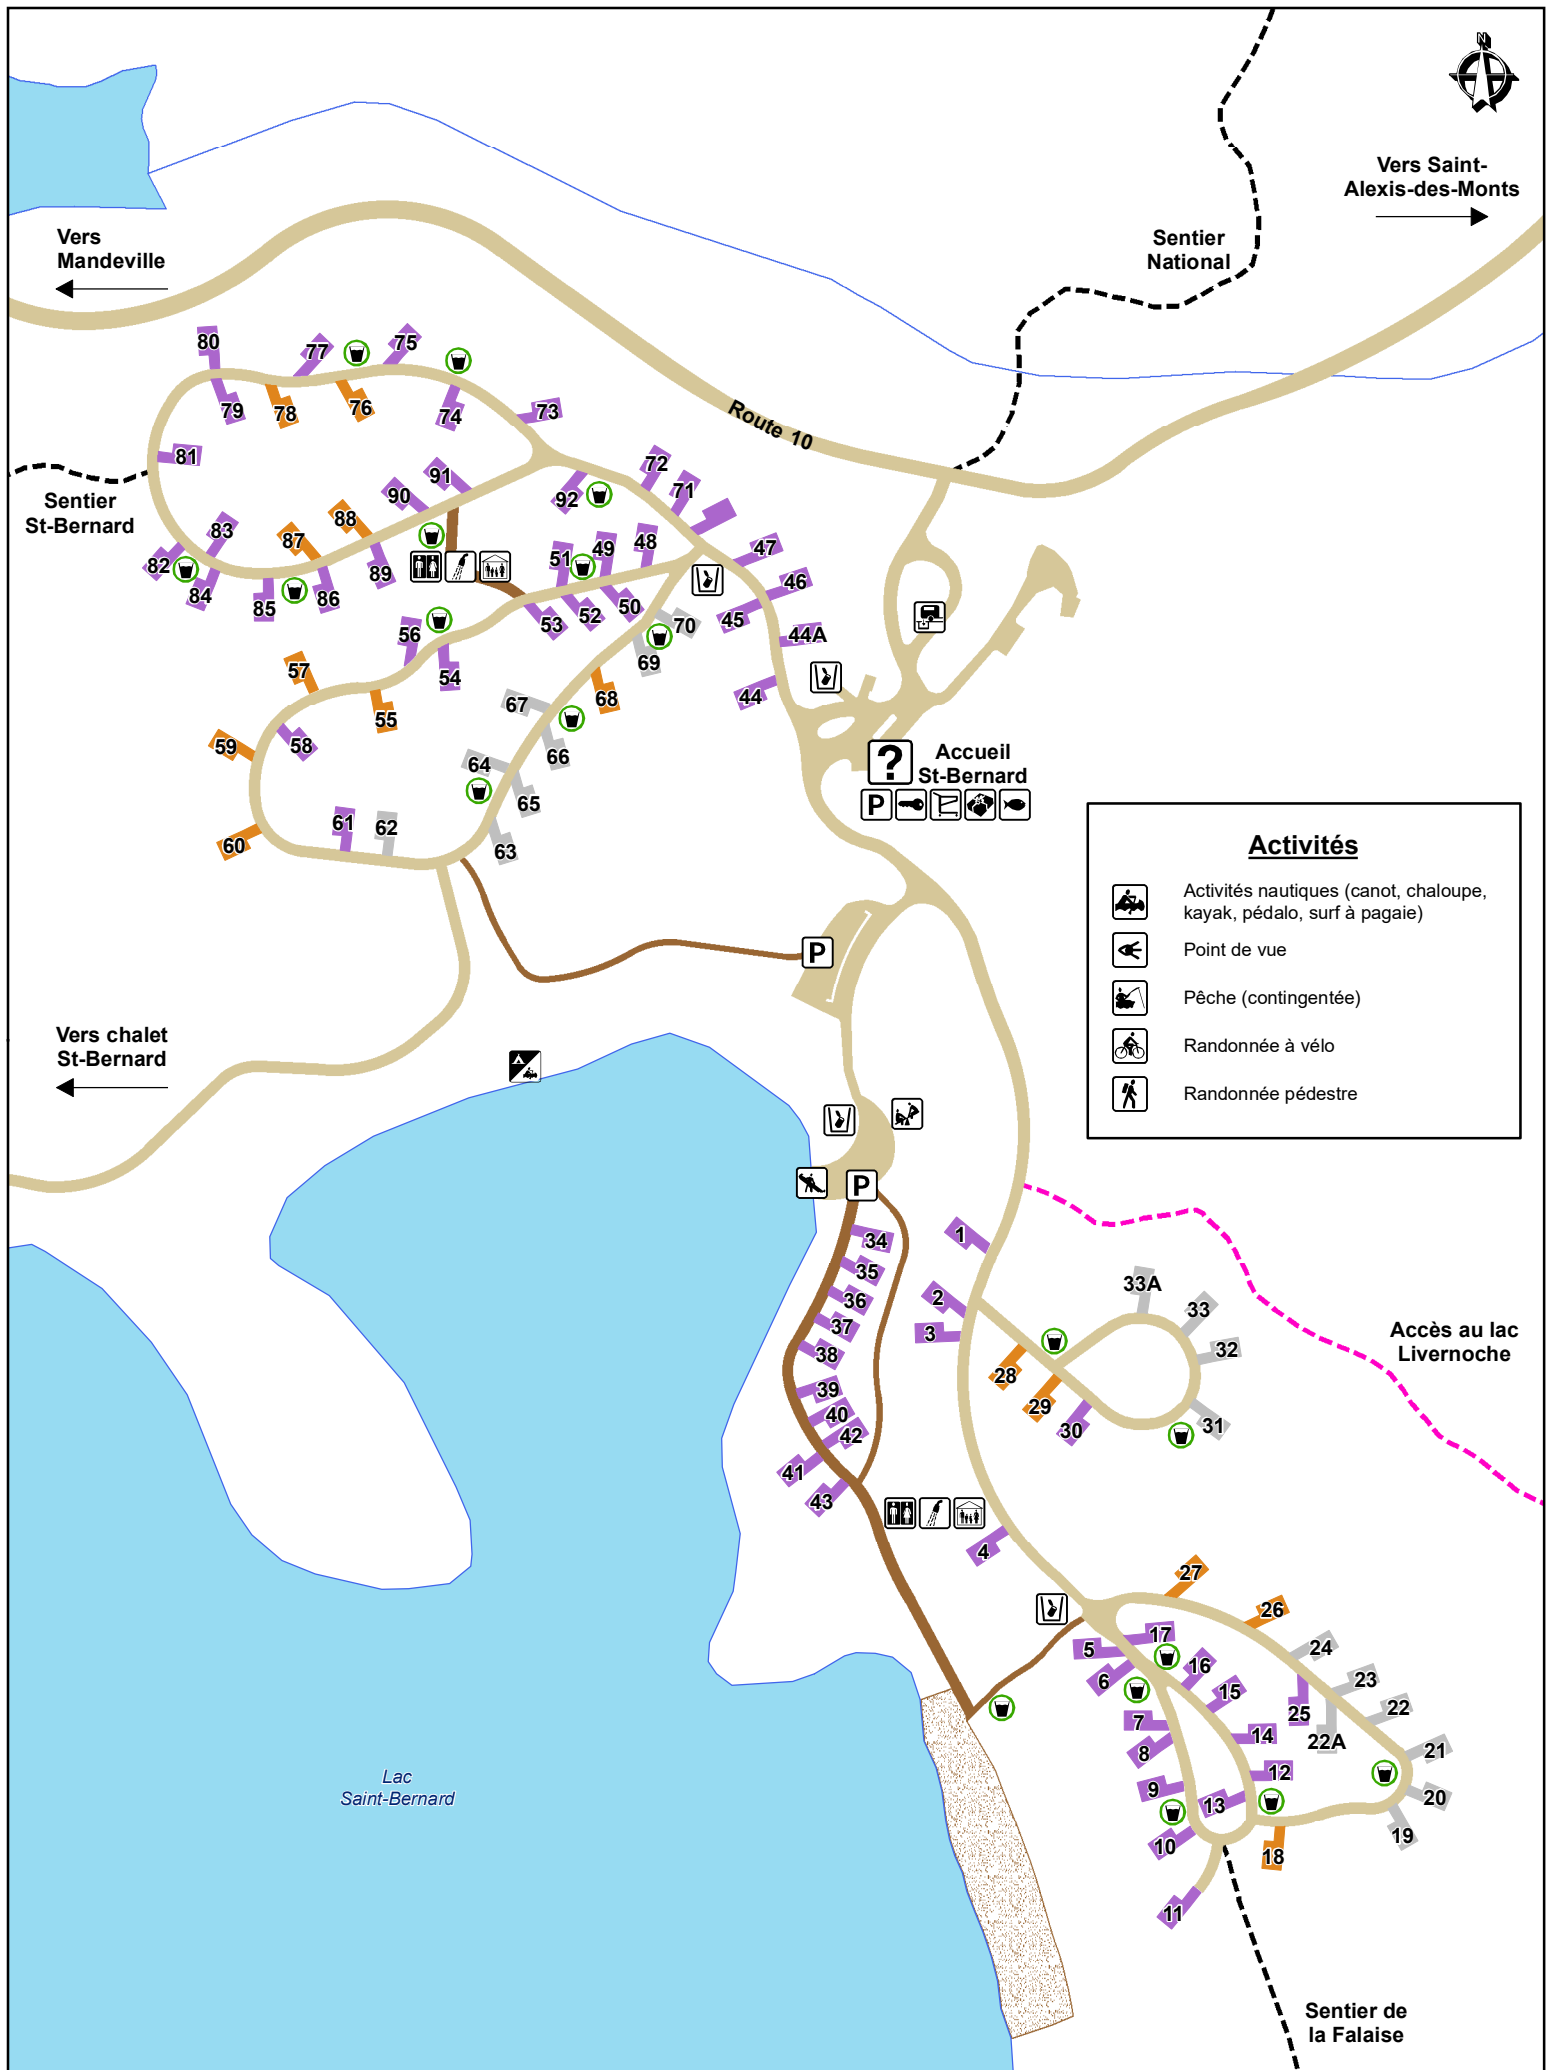 N
Vers Saint-
Alexis-des-Monts
Vers
Mandeville
Sentier
National
Route 10
80
77
75
79
78
76
74
73
81
Sentier
St-Bernard
91
90
92
72
71
83
87
88
82
84
85
86
89
51
49
48
47
46
50
52
53
45
70
44A
56
54
69
57
55
67
68
44
59
58
66
64
65
61
62
60
63
?
Accueil
St-Bernard
P
P
Vers chalet
St-Bernard
Activités
Activités nautiques (canot, chaloupe,
kayak, pédalo, surf à pagaie)
Point de vue
Pêche (contingentée)
Randonnée à vélo
Randonnée pédestre
P
34
35
36
37
38
39
40
42
41
43
1
2
3
33A
33
32
31
28
29
30
Accès au lac
Livernoche
4
27
26
5
17
6
16
15
24
23
25
22
22A
7
14
8
21
12
9
13
20
10
19
18
11
Lac
Saint-Bernard
Sentier de
la Falaise